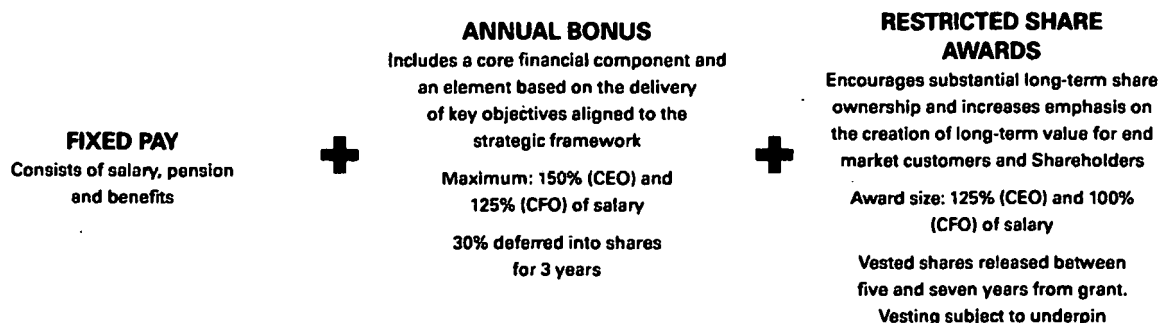 FIXED PAY
Consists of salary, pension
and benefits
ANNUAL BONUS
Includes a core financial component and
an element based on the delivery
of key objectives aligned to the
strategic framework
Maximum: 150% (CEO) and
125% (CFO) of salary
30% deferred into shares
for 3 years
RESTRICTED SHARE
AWARDS
Encourages substantial long-term share
ownership and increases emphasis on
the creation of long-term value for end
market customers and Shareholders
Award size: 125% (CEO) and 100%
(CFO) of salary
Vested shares released between
five and seven years from grant.
Vesting subject to underpin